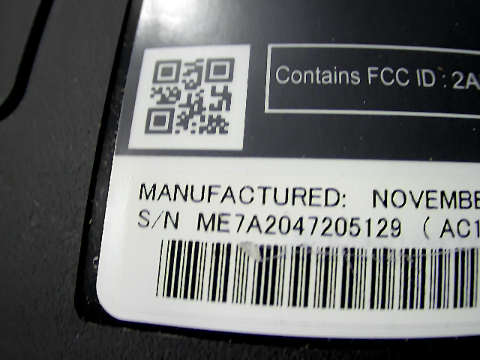 Contains FCC ID : 2A
MANUFACTURED: NOVEMBE
S/N ME7A2047205129 ( AC1